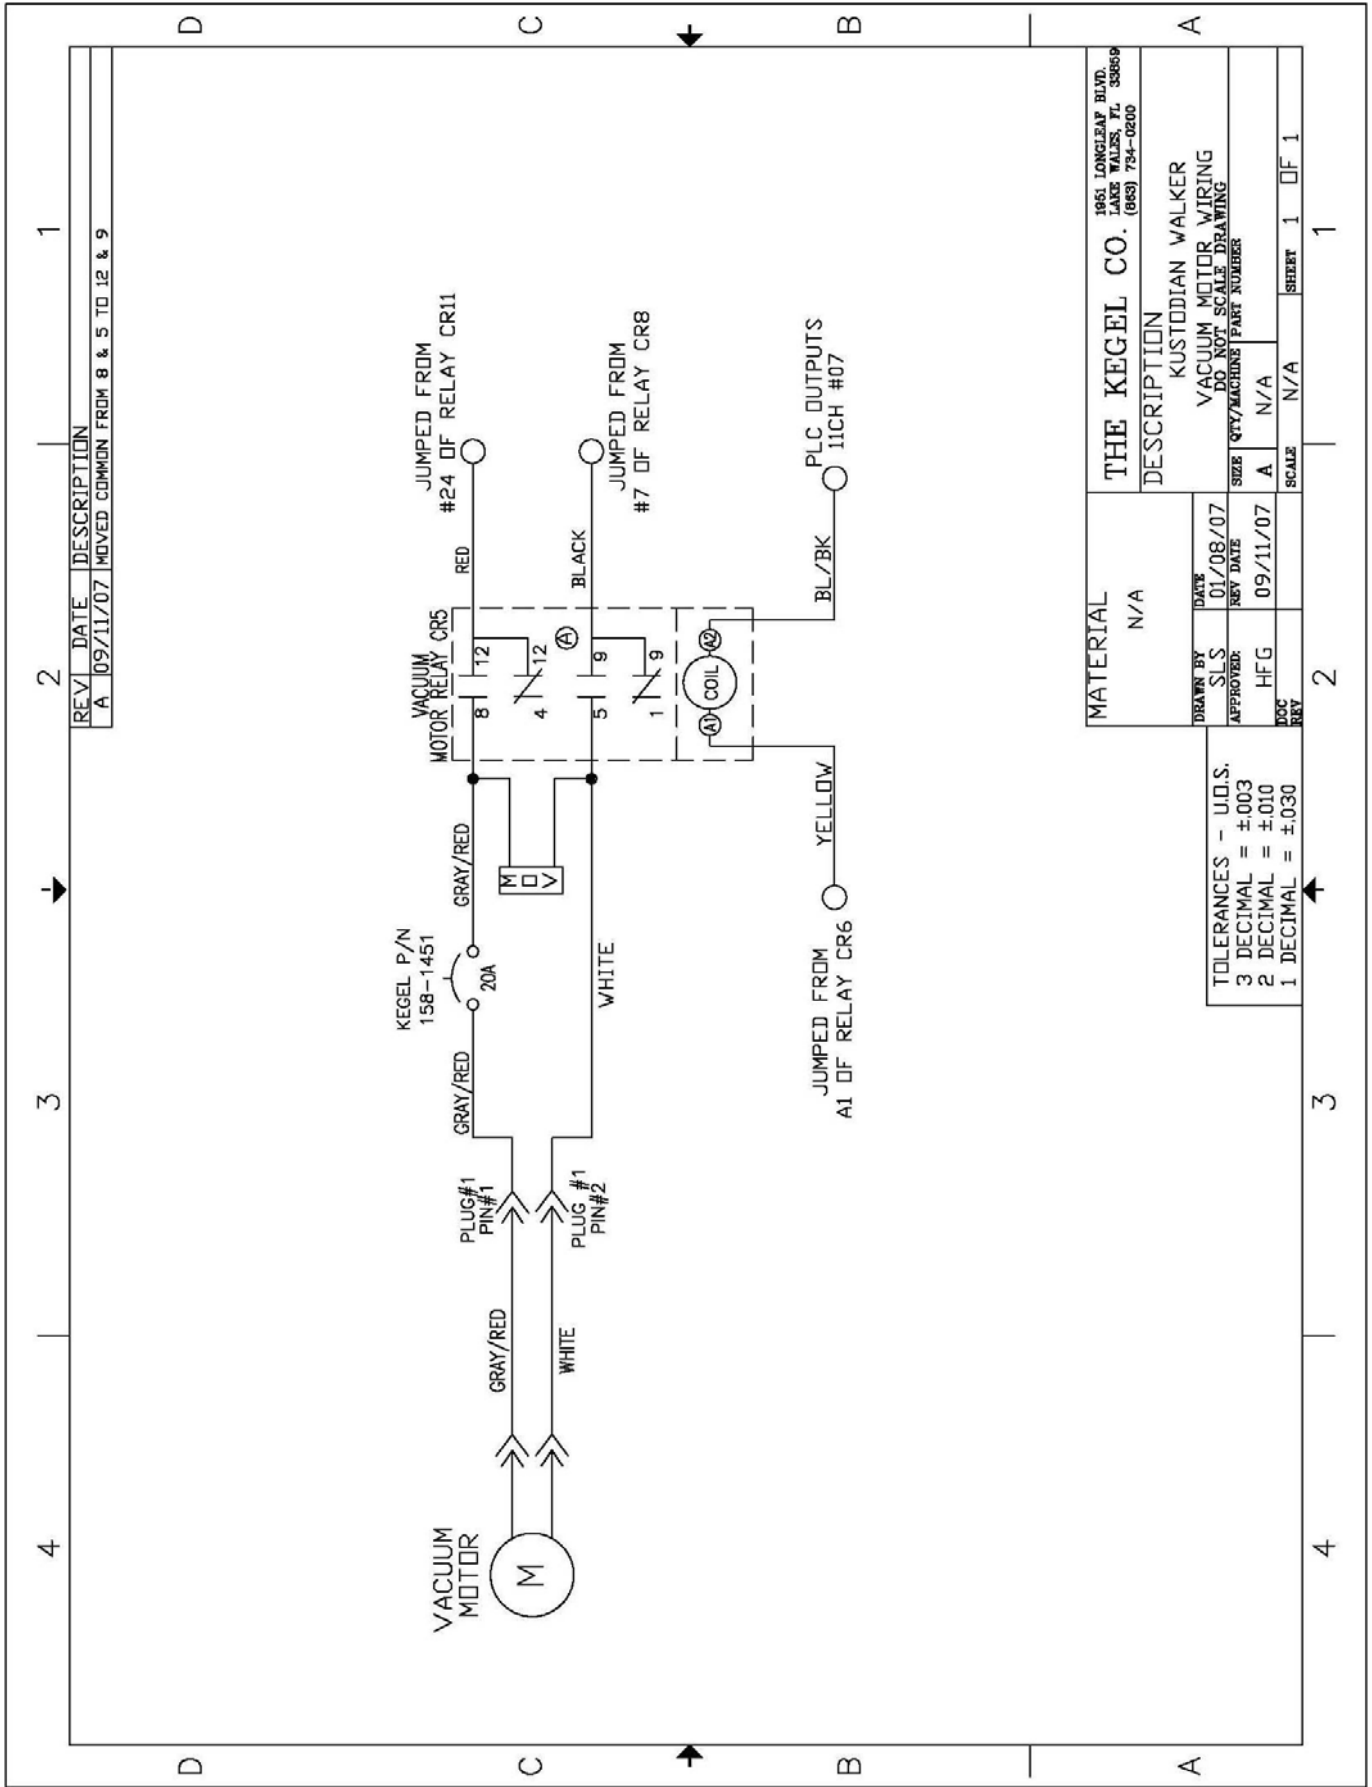 4
3
2
1
D
C
B
A
REV DATE DESCRIPTION
A 09/11/07 MOVED COMMON FROM 8 & 5 TO 12 & 9
VACUUM
MOTOR
M
GRAY/RED
WHITE
PLUG#1
PIN#1
PLUG #1
PIN#2
GRAY/RED
KEGEL P/N
158-1451
20A
GRAY/RED
WHITE
MOV
VACUUM
MOTOR RELAY CR5
8 12
4 12
A
5 9
1 9
A1 COIL A2
RED
JUMPED FROM
#24 OF RELAY CR11
BLACK
JUMPED FROM
#7 OF RELAY CR8
JUMPED FROM
A1 OF RELAY CR6
YELLOW
BL/BK
PLC OUTPUTS
11CH #07
TOLERANCES - U.O.S.
3 DECIMAL = ±.003
2 DECIMAL = ±.010
1 DECIMAL = ±.030
MATERIAL
N/A
DRAWN BY
SLS
DATE
01/08/07
APPROVED:
HFG
REV DATE
09/11/07
DOC
REV
THE KEGEL CO.
1951 LONGLEAF BLVD.
LAKE WALES, FL 33859
(863) 734-0200
DESCRIPTION
KUSTODIAN WALKER
VACUUM MOTOR WIRING
DO NOT SCALE DRAWING
SIZE
A
QTY/MACHINE
N/A
PART NUMBER
SCALE N/A
SHEET 1 OF 1
D
C
B
A
4
3
2
1